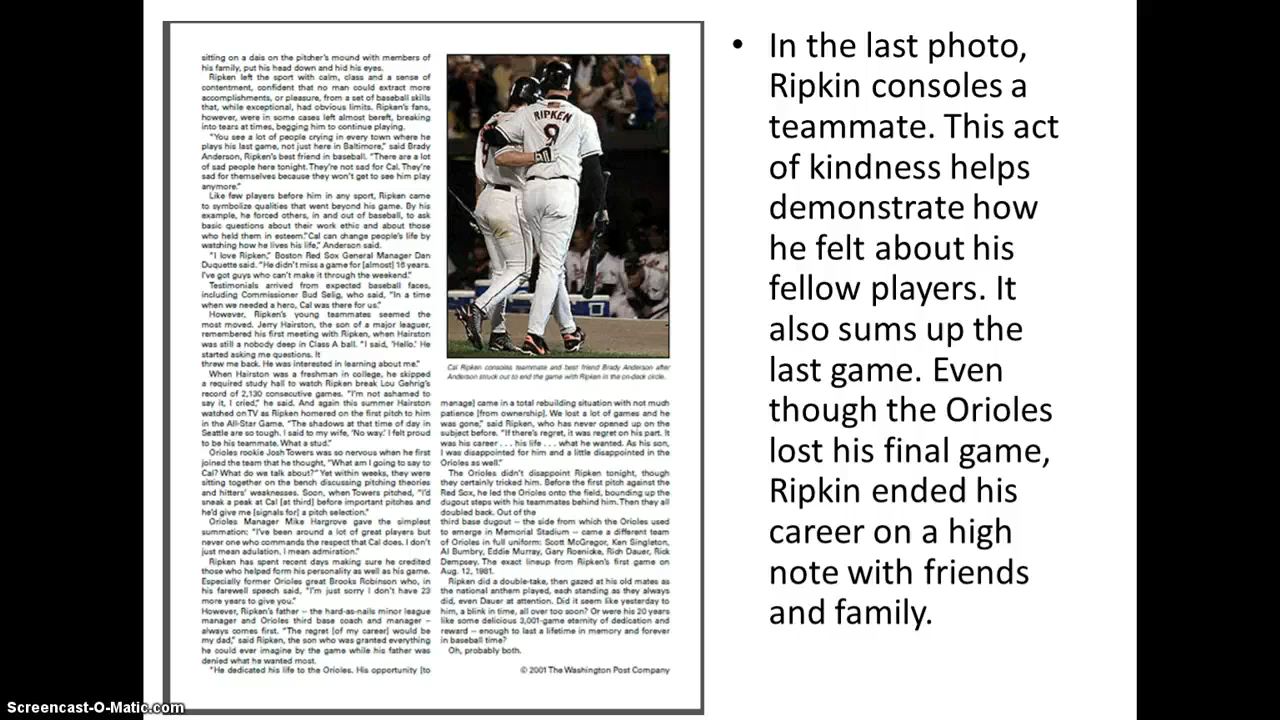 sitting on a dais on the pitcher's mound with members of
his family, put his head down and hid his eyes.
Ripken left the sport with calm, class and a sense of
contentment, confident that no man could extract more
accomplishments, or pleasure, from a set of baseball skills
that, while exceptional, had obvious limits. Ripken's fans,
however, were in some cases left almost bereft, breaking
into tears at times, begging him to continue playing.
"You see a lot of people crying in every town where he
plays his last game, not just here in Baltimore," said Brady
Anderson, Ripken's best friend in baseball. "There are a lot
of sad people here tonight. They're not sad for Cal. They're
sad for themselves because they won't get to see him play
anymore."
Like few players before him in any sport, Ripken came
to symbolize qualities that went beyond his game. By his
example, he forced others, in and out of baseball, to ask
basic questions about their work ethic and about those
who held them in esteem."Cal can change people's life by
watching how he lives his life," Anderson said.
"I love Ripken," Boston Red Sox General Manager Dan
Duquette said. "He didn't miss a game for [almost] 16 years.
I've got guys who can't make it through the weekend."
Testimonials arrived from expected baseball faces,
including Commissioner Bud Selig, who said, "In a time
when we needed a hero, Cal was there for us."
However, Ripken's young teammates seemed the
most moved. Jerry Hairston, the son of a major leaguer,
remembered his first meeting with Ripken, when Hairston
was still a nobody deep in Class A ball. "I said, 'Hello.' He
started asking me questions. It
threw me back. He was interested in learning about me."
When Hairston was a freshman in college, he skipped
a required study hall to watch Ripken break Lou Gehrig's
record of 2,130 consecutive games. "I'm not ashamed to
say it, I cried," he said. And again this summer Hairston
watched on TV as Ripken homered on the first pitch to him
in the All-Star Game. "The shadows at that time of day in
Seattle are so tough. I said to my wife, 'No way.' I felt proud
to be his teammate. What a stud."
Orioles rookie Josh Towers was so nervous when he first
joined the team that he thought, "What am I going to say to
Cal? What do we talk about?" Yet within weeks, they were
sitting together on the bench discussing pitching theories
and hitters' weaknesses. Soon, when Towers pitched, "I'd
sneak a peak at Cal [at third] before important pitches and
he'd give me [signals for] a pitch selection."
Orioles Manager Mike Hargrove gave the simplest
summation: "I've been around a lot of great players but
never one who commands the respect that Cal does. I don't
just mean adulation. I mean admiration."
Ripken has spent recent days making sure he credited
those who helped form his personality as well as his game.
Especially former Orioles great Brooks Robinson who, in
his farewell speech said, "I'm just sorry I don't have 23
more years to give you."
However, Ripken's father – the hard-as-nails minor league
manager and Orioles third base coach and manager –
always comes first. "The regret [of my career] would be
my dad," said Ripken, the son who was granted everything
he could ever imagine by the game while his father was
denied what he wanted most.
"He dedicated his life to the Orioles. His opportunity [to
RIPKEN
Cal Ripken consoles teammate and best friend Brady Anderson after
Anderson struck out to end the game with Ripken in the on-deck circle.
manage] came in a total rebuilding situation with not much
patience [from ownership]. We lost a lot of games and he
was gone," said Ripken, who has never opened up on the
subject before. "If there's regret, it was regret on his part. It
was his career . . . his life . . . what he wanted. As his son,
I was disappointed for him and a little disappointed in the
Orioles as well."
The Orioles didn't disappoint Ripken tonight, though
they certainly tricked him. Before the first pitch against the
Red Sox, he led the Orioles onto the field, bounding up the
dugout steps with his teammates behind him. Then they all
doubled back. Out of the
third base dugout – the side from which the Orioles used
to emerge in Memorial Stadium – came a different team
of Orioles in full uniform: Scott McGregor, Ken Singleton,
Al Bumbry, Eddie Murray, Gary Roenicke, Rich Dauer, Rick
Dempsey. The exact lineup from Ripken's first game on
Aug. 12, 1981.
Ripken did a double-take, then gazed at his old mates as
the national anthem played, each standing as they always
did, even Dauer at attention. Did it seem like yesterday to
him, a blink in time, all over too soon? Or were his 20 years
like some delicious 3,001-game eternity of dedication and
reward – enough to last a lifetime in memory and forever
in baseball time?
Oh, probably both.
© 2001 The Washington Post Company
• In the last photo,
Ripkin consoles a
teammate. This act
of kindness helps
demonstrate how
he felt about his
fellow players. It
also sums up the
last game. Even
though the Orioles
lost his final game,
Ripkin ended his
career on a high
note with friends
and family.
Screencast-O-Matic.com